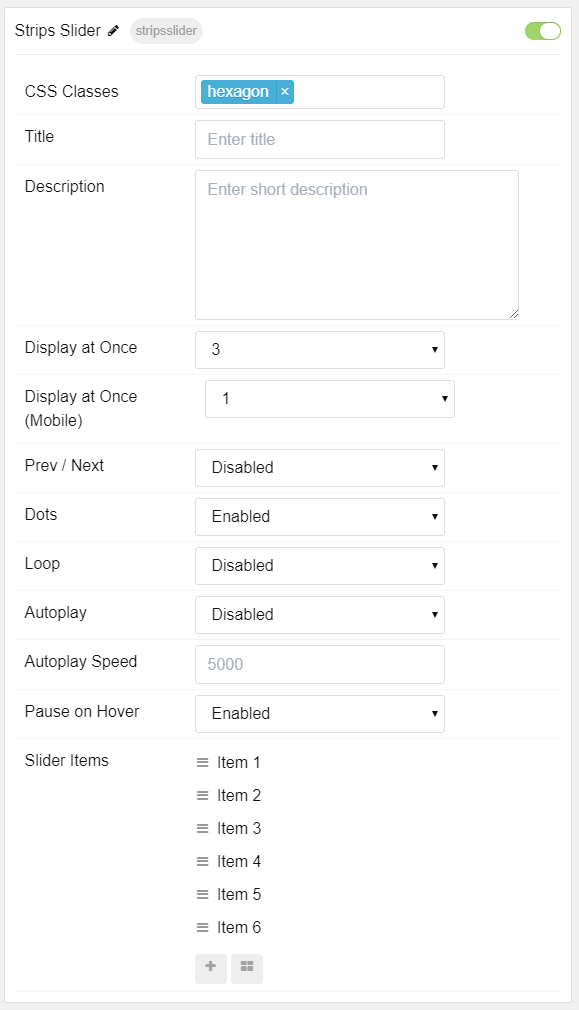 Strips Slider stripsslider
CSS Classes hexagon ×
Title Enter title
Description Enter short description
Display at Once 3
Display at Once
(Mobile) 1
Prev / Next Disabled
Dots Enabled
Loop Disabled
Autoplay Disabled
Autoplay Speed 5000
Pause on Hover Enabled
Slider Items Item 1
Item 2
Item 3
Item 4
Item 5
Item 6